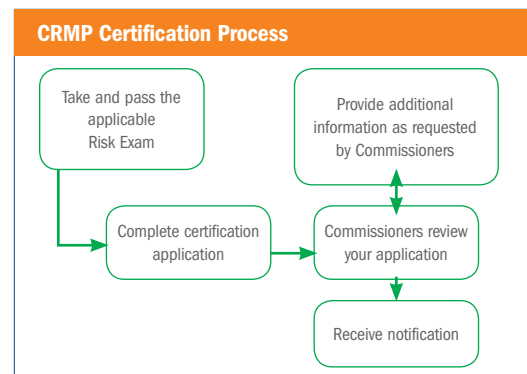 CRMP Certification Process
Take and pass the
applicable
Risk Exam
Provide additional
information as requested
by Commissioners
Complete certification
application
Commissioners review
your application
Receive notification